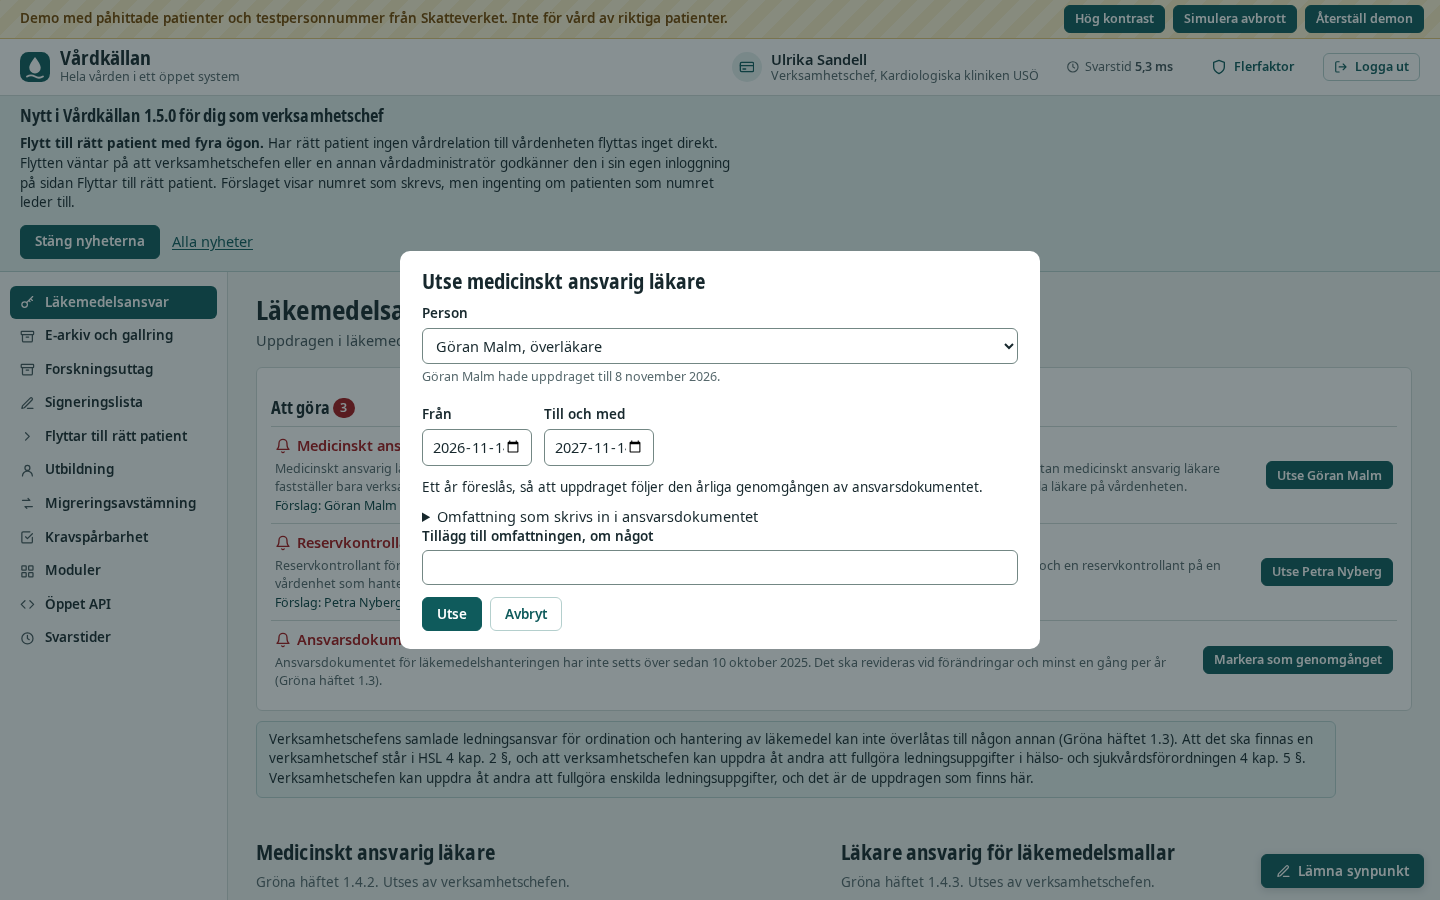 Demo med påhittade patienter och testpersonnummer från Skatteverket. Inte för vård av riktiga patienter.
Hög kontrast
Simulera avbrott
Återställ demon
Vårdkällan
Hela vården i ett öppet system
Ulrika Sandell
Verksamhetschef, Kardiologiska kliniken USÖ
Svarstid 5,3 ms
Flerfaktor
Logga ut
Nytt i Vårdkällan 1.5.0 för dig som verksamhetschef
Flytt till rätt patient med fyra ögon. Har rätt patient ingen vårdrelation till vårdenheten flyttas inget direkt.
Flytten väntar på att verksamhetschefen eller en annan vårdadministratör godkänner den i sin egen inloggning
på sidan Flyttar till rätt patient. Förslaget visar numret som skrevs, men ingenting om patienten som numret
leder till.
Stäng nyheterna
Alla nyheter
Läkemedelsansvar
E-arkiv och gallring
Forskningsuttag
Signeringslista
Flyttar till rätt patient
Utbildning
Migreringsavstämning
Kravspårbarhet
Moduler
Öppet API
Svarstider
Läkemedelsa
Uppdragen i läkemed
Att göra 3
Medicinskt ans
Medicinskt ansvarig lä
tan medicinskt ansvarig läkare
fastställer bara verksa
a läkare på vårdenheten.
Förslag: Göran Malm
Utse Göran Malm
Reservkontroll
Reservkontrollant för
och en reservkontrollant på en
vårdenhet som hante
Förslag: Petra Nyberg
Utse Petra Nyberg
Ansvarsdokum
Ansvarsdokumentet för läkemedelshanteringen har inte setts över sedan 10 oktober 2025. Det ska revideras vid förändringar och minst en gång per år
(Gröna häftet 1.3).
Markera som genomgånget
Utse medicinskt ansvarig läkare
Person
Göran Malm, överläkare
Göran Malm hade uppdraget till 8 november 2026.
Från
Till och med
2026-11-1
2027-11-1
Ett år föreslås, så att uppdraget följer den årliga genomgången av ansvarsdokumentet.
Omfattning som skrivs in i ansvarsdokumentet
Tillägg till omfattningen, om något
Utse
Avbryt
Verksamhetschefens samlade ledningsansvar för ordination och hantering av läkemedel kan inte överlåtas till någon annan (Gröna häftet 1.3). Att det ska finnas en
verksamhetschef står i HSL 4 kap. 2 §, och att verksamhetschefen kan uppdra åt andra att fullgöra ledningsuppgifter i hälso- och sjukvårdsförordningen 4 kap. 5 §.
Verksamhetschefen kan uppdra åt andra att fullgöra enskilda ledningsuppgifter, och det är de uppdragen som finns här.
Medicinskt ansvarig läkare
Gröna häftet 1.4.2. Utses av verksamhetschefen.
Läkare ansvarig för läkemedelsmallar
Gröna häftet 1.4.3. Utses av verksamhetschefen.
Lämna synpunkt